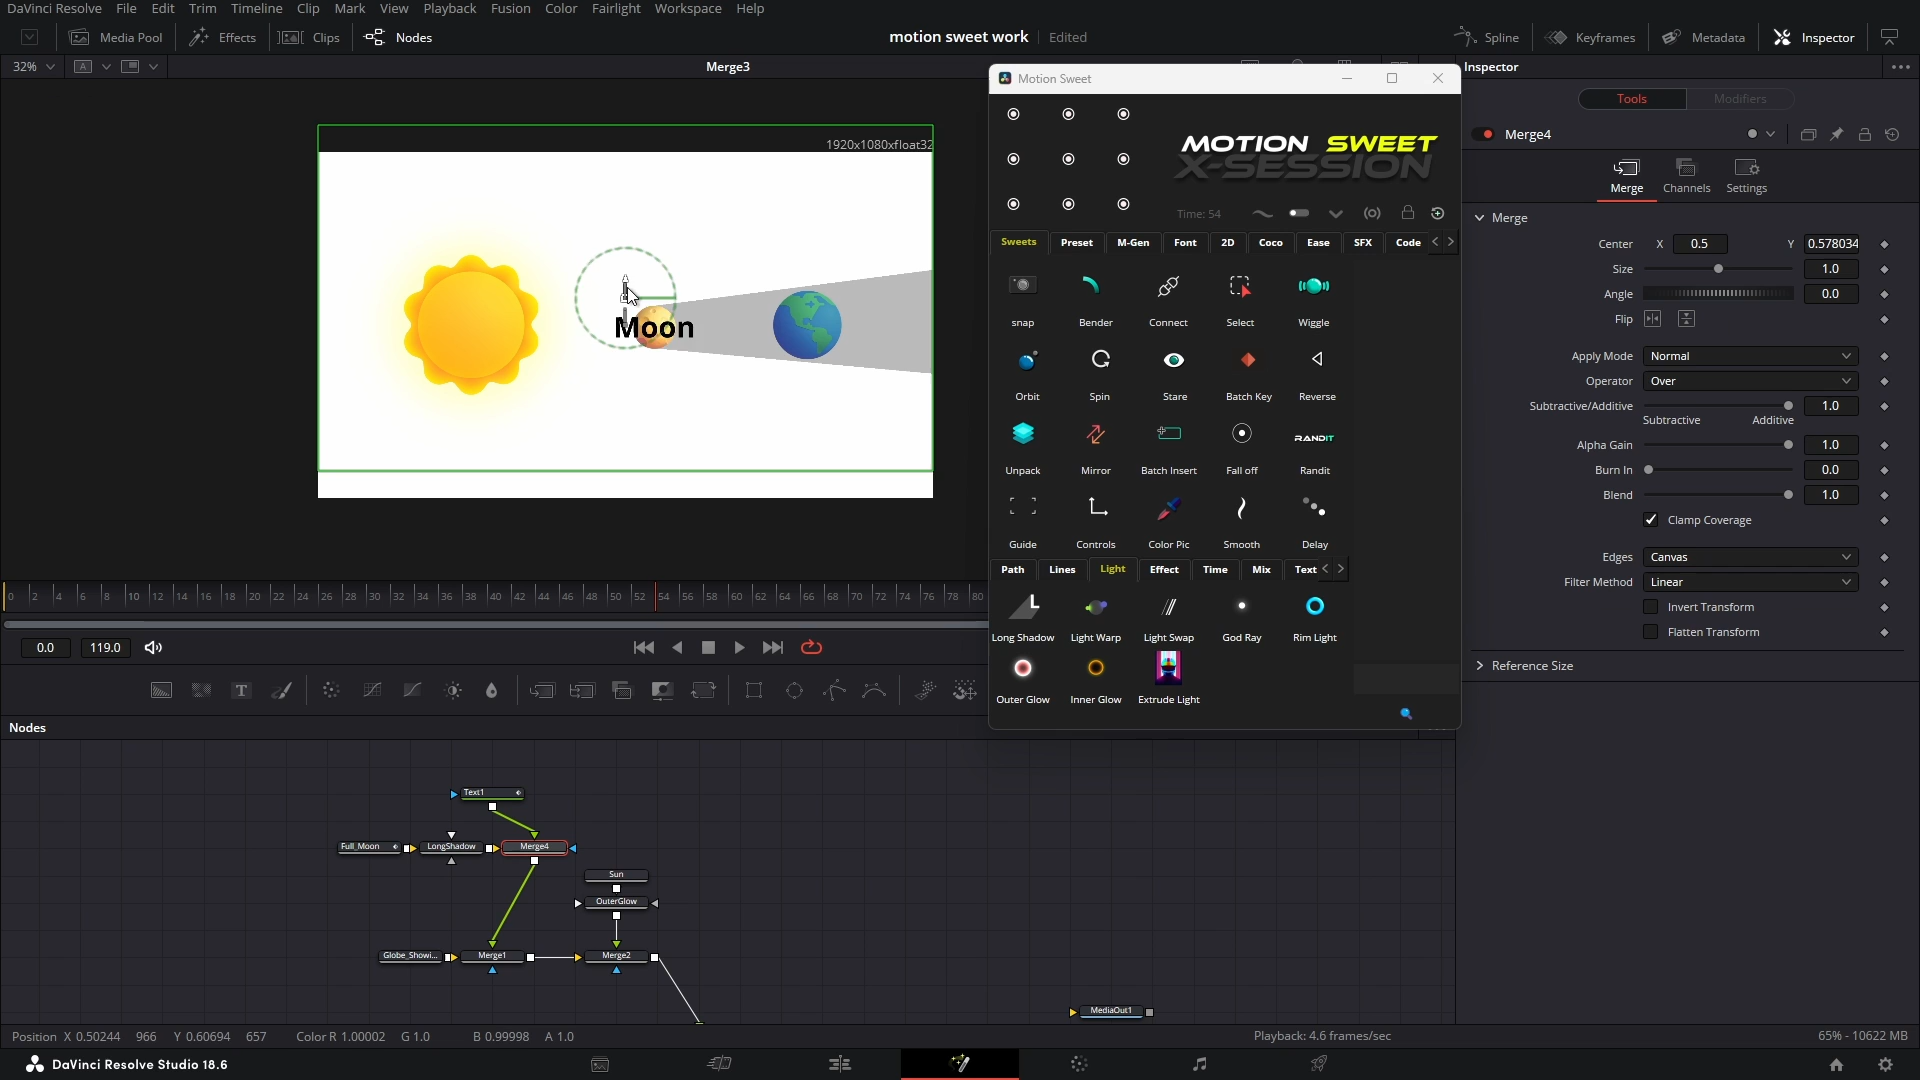 DaVinci Resolve File Edit Trim Timeline Clip Mark View Playback Fusion Color Fairlight Workspace Help
Media Pool Effects Clips Nodes motion sweet work Edited Spline Keyframes Metadata Inspector
32% A Merge3
Inspector
Motion Sweet
Tools Modifiers
Merge4
1920x1080xfloat32
MOTION SWEET
X-SESSION
Merge Channels Settings
Time: 54
Merge
Sweets Preset M-Gen Font 2D Coco Ease SFX Code
Center X 0.5 Y 0.578034
Size 1.0
Angle 0.0
Flip
snap Bender Connect Select Wiggle
Moon
Apply Mode Normal
Operator Over
Orbit Spin Stare Batch Key Reverse
Subtractive/Additive 1.0
Subtractive Additive
RANDIT
Alpha Gain 1.0
Unpack Mirror Batch Insert Fall off Randit
Burn In 0.0
Blend 1.0
Clamp Coverage
Guide Controls Color Pic Smooth Delay
Edges Canvas
Path Lines Light Effect Time Mix Text
Filter Method Linear
0 2 4 6 8 10 12 14 16 18 20 22 24 26 28 30 32 34 36 38 40 42 44 46 48 50 52 54 56 58 60 62 64 66 68 70 72 74 76 78 80
Invert Transform
Flatten Transform
Long Shadow Light Warp Light Swap God Ray Rim Light
0.0 119.0
Reference Size
T
Outer Glow Inner Glow Extrude Light
Nodes
Text1
Full_Moon LongShadow Merge4
Sun
OuterGlow
Globe_Showi... Merge1 Merge2
MediaOut1
Position X 0.50244 966 Y 0.60694 657 Color R 1.00002 G 1.0 B 0.99998 A 1.0 Playback: 4.6 frames/sec 65% - 10622 MB
DaVinci Resolve Studio 18.6